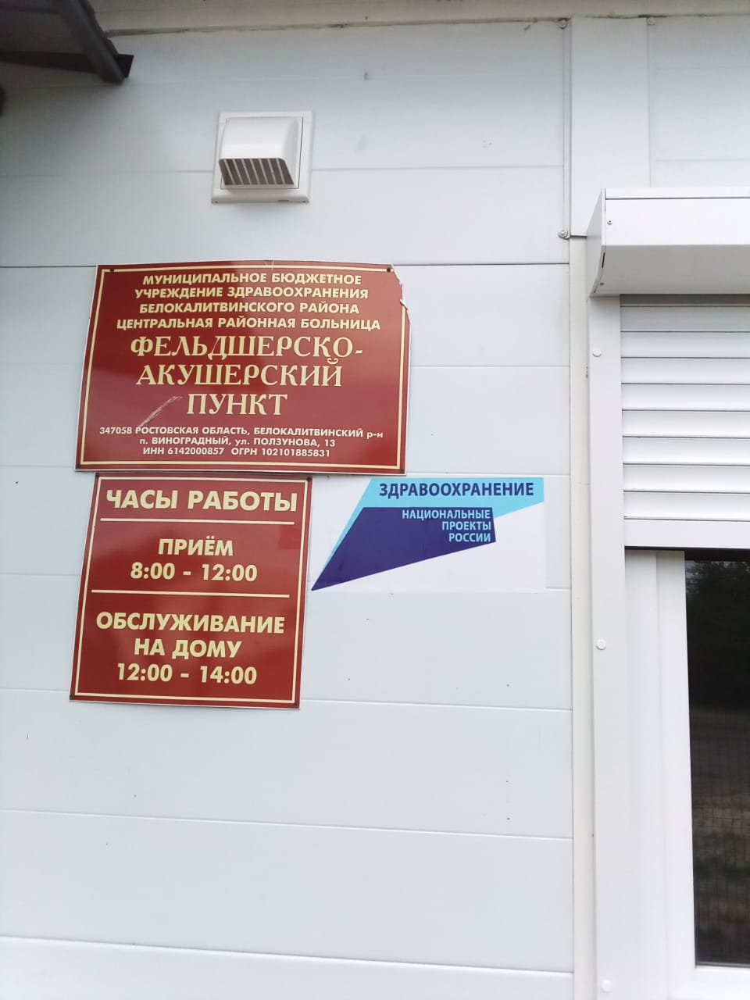 МУНИЦИПАЛЬНОЕ БЮДЖЕТНОЕ
УЧРЕЖДЕНИЕ ЗДРАВООХРАНЕНИЯ
БЕЛОКАЛИТВИНСКОГО РАЙОНА
ЦЕНТРАЛЬНАЯ РАЙОННАЯ БОЛЬНИЦА
ФЕЛЬДШЕРСКО-
АКУШЕРСКИЙ
ПУНКТ
347058 РОСТОВСКАЯ ОБЛАСТЬ, БЕЛОКАЛИТВИНСКИЙ р-н
п. ВИНОГРАДНЫЙ, ул. ПОЛЗУНОВА, 13
ИНН 6142000857 ОГРН 102101885831
ЧАСЫ РАБОТЫ
ПРИЁМ
8:00 - 12:00
ОБСЛУЖИВАНИЕ
НА ДОМУ
12:00 - 14:00
ЗДРАВООХРАНЕНИЕ
НАЦИОНАЛЬНЫЕ
ПРОЕКТЫ
РОССИИ